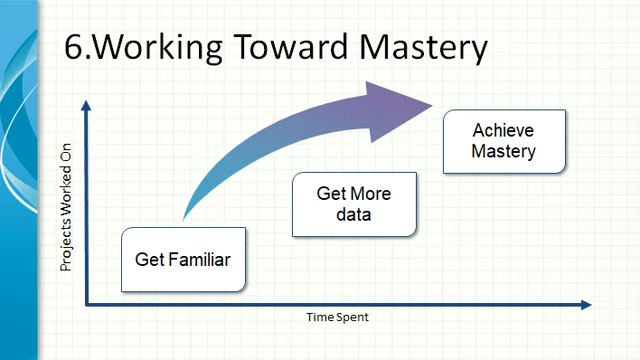 6.Working Toward Mastery
Projects Worked On
Achieve
Mastery
Get More
data
Get Familiar
Time Spent